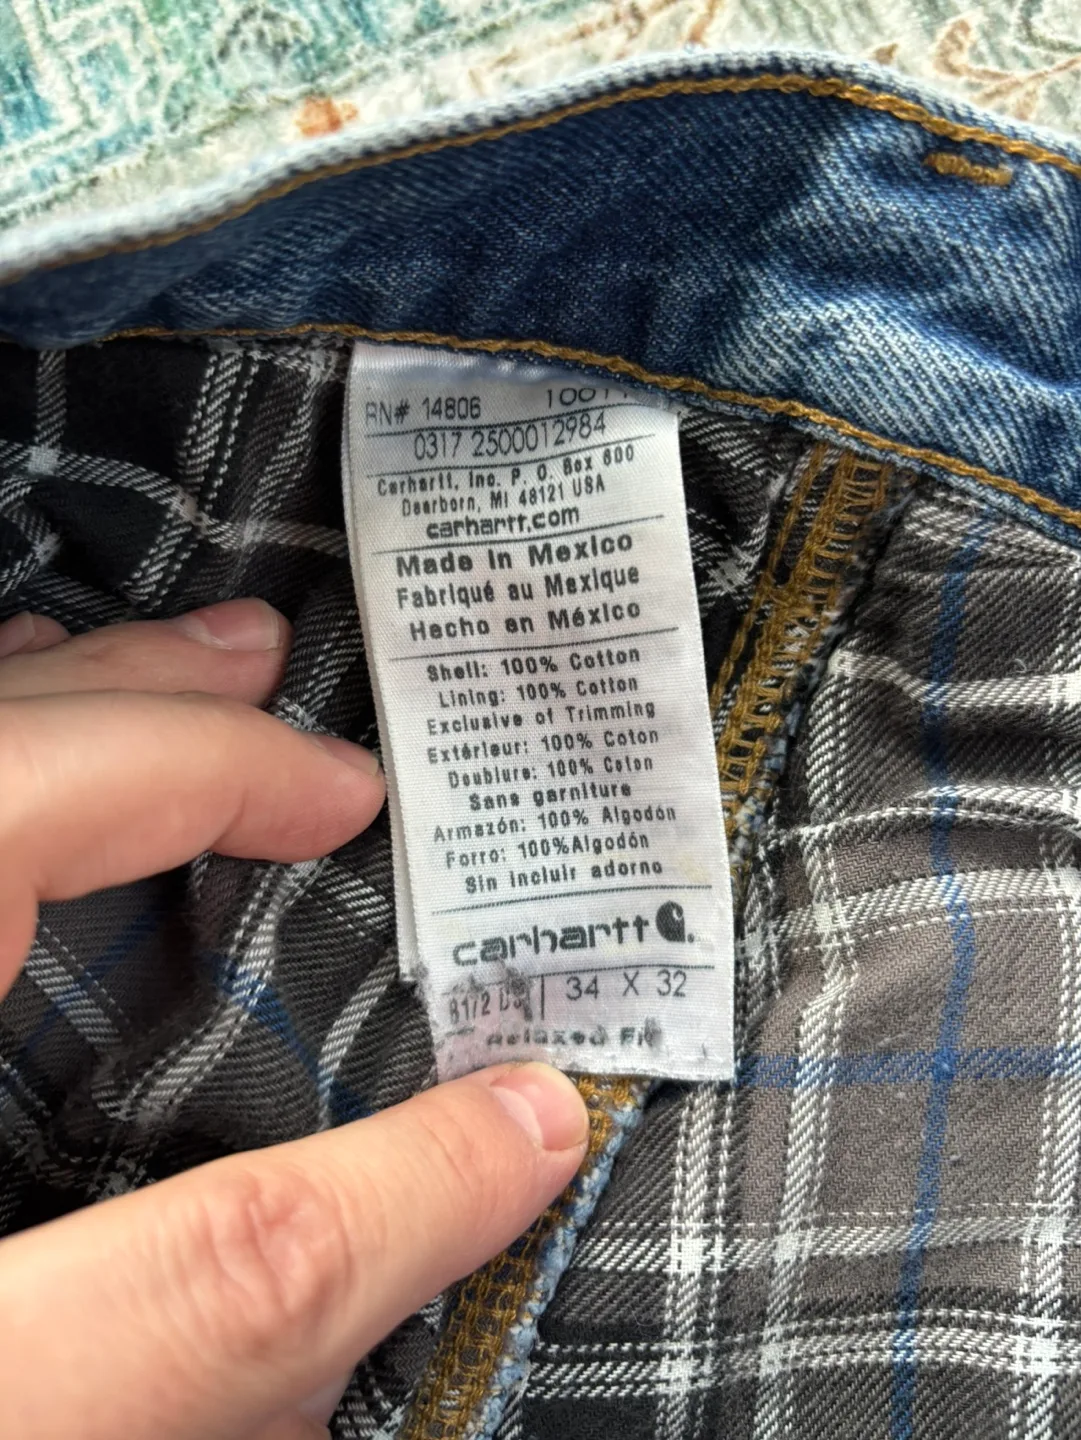 RN# 14806
0317 2500012984
Carhartt, Inc. P. O. Box 600
Dearborn, MI 48121 USA
carhartt.com
Made in Mexico
Fabriqué au Mexique
Hecho en México
Shell: 100% Cotton
Lining: 100% Cotton
Exclusive of Trimming
Extérieur: 100% Coton
Doublure: 100% Coton
Sans garniture
Armazón: 100% Algodón
Forro: 100%Algodón
Sin incluir adorno
carhartt
34 X 32
Relaxed Fit